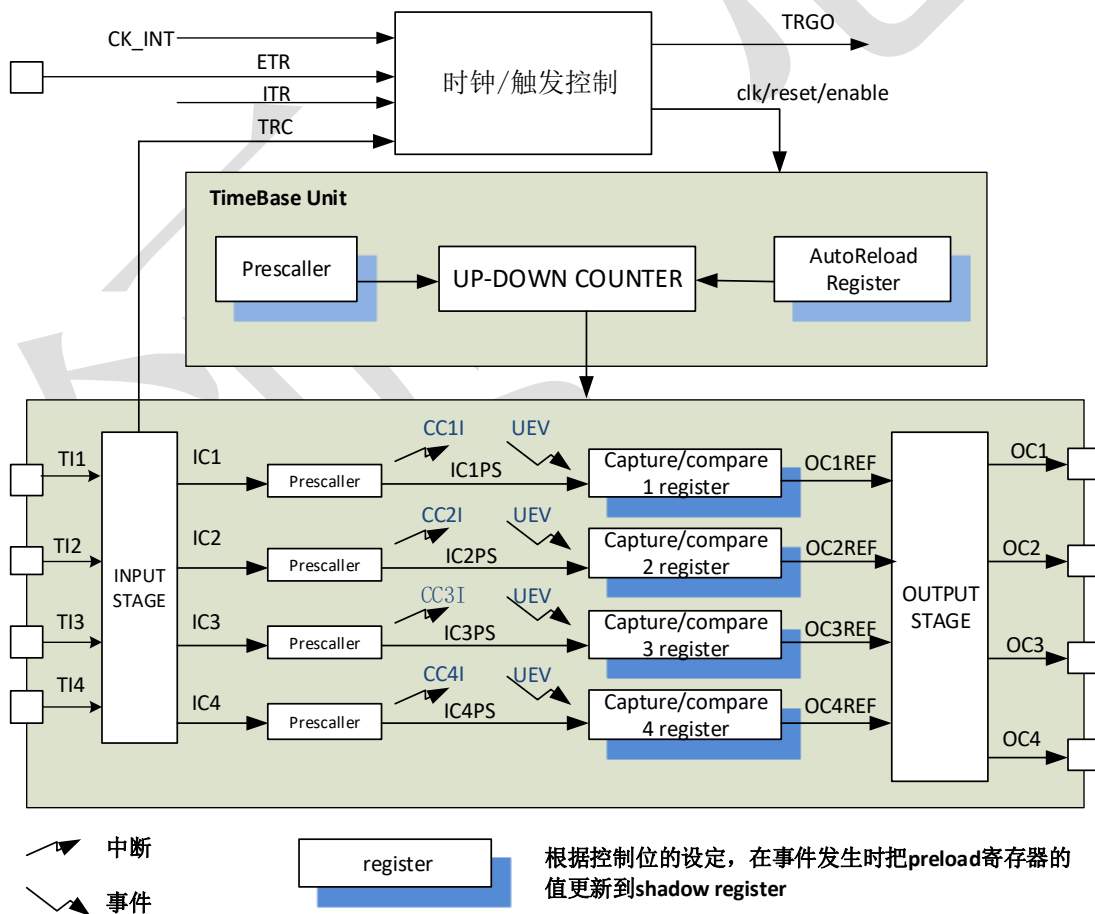 CK_INT
ETR
ITR
TRC
时钟/触发控制
TRGO
clk/reset/enable
TimeBase Unit
Prescaller
UP-DOWN COUNTER
AutoReload
Register
TI1
TI2
TI3
TI4
INPUT
STAGE
IC1
Prescaller
CC1I
UEV
IC1PS
Capture/compare
1 register
OC1REF
OC1
IC2
Prescaller
CC2I
UEV
IC2PS
Capture/compare
2 register
OC2REF
OC2
IC3
Prescaller
CC3I
UEV
IC3PS
Capture/compare
3 register
OC3REF
OC3
IC4
Prescaller
CC4I
UEV
IC4PS
Capture/compare
4 register
OC4REF
OC4
OUTPUT
STAGE
中断
事件
register
根据控制位的设定，在事件发生时把preload寄存器的
值更新到shadow register